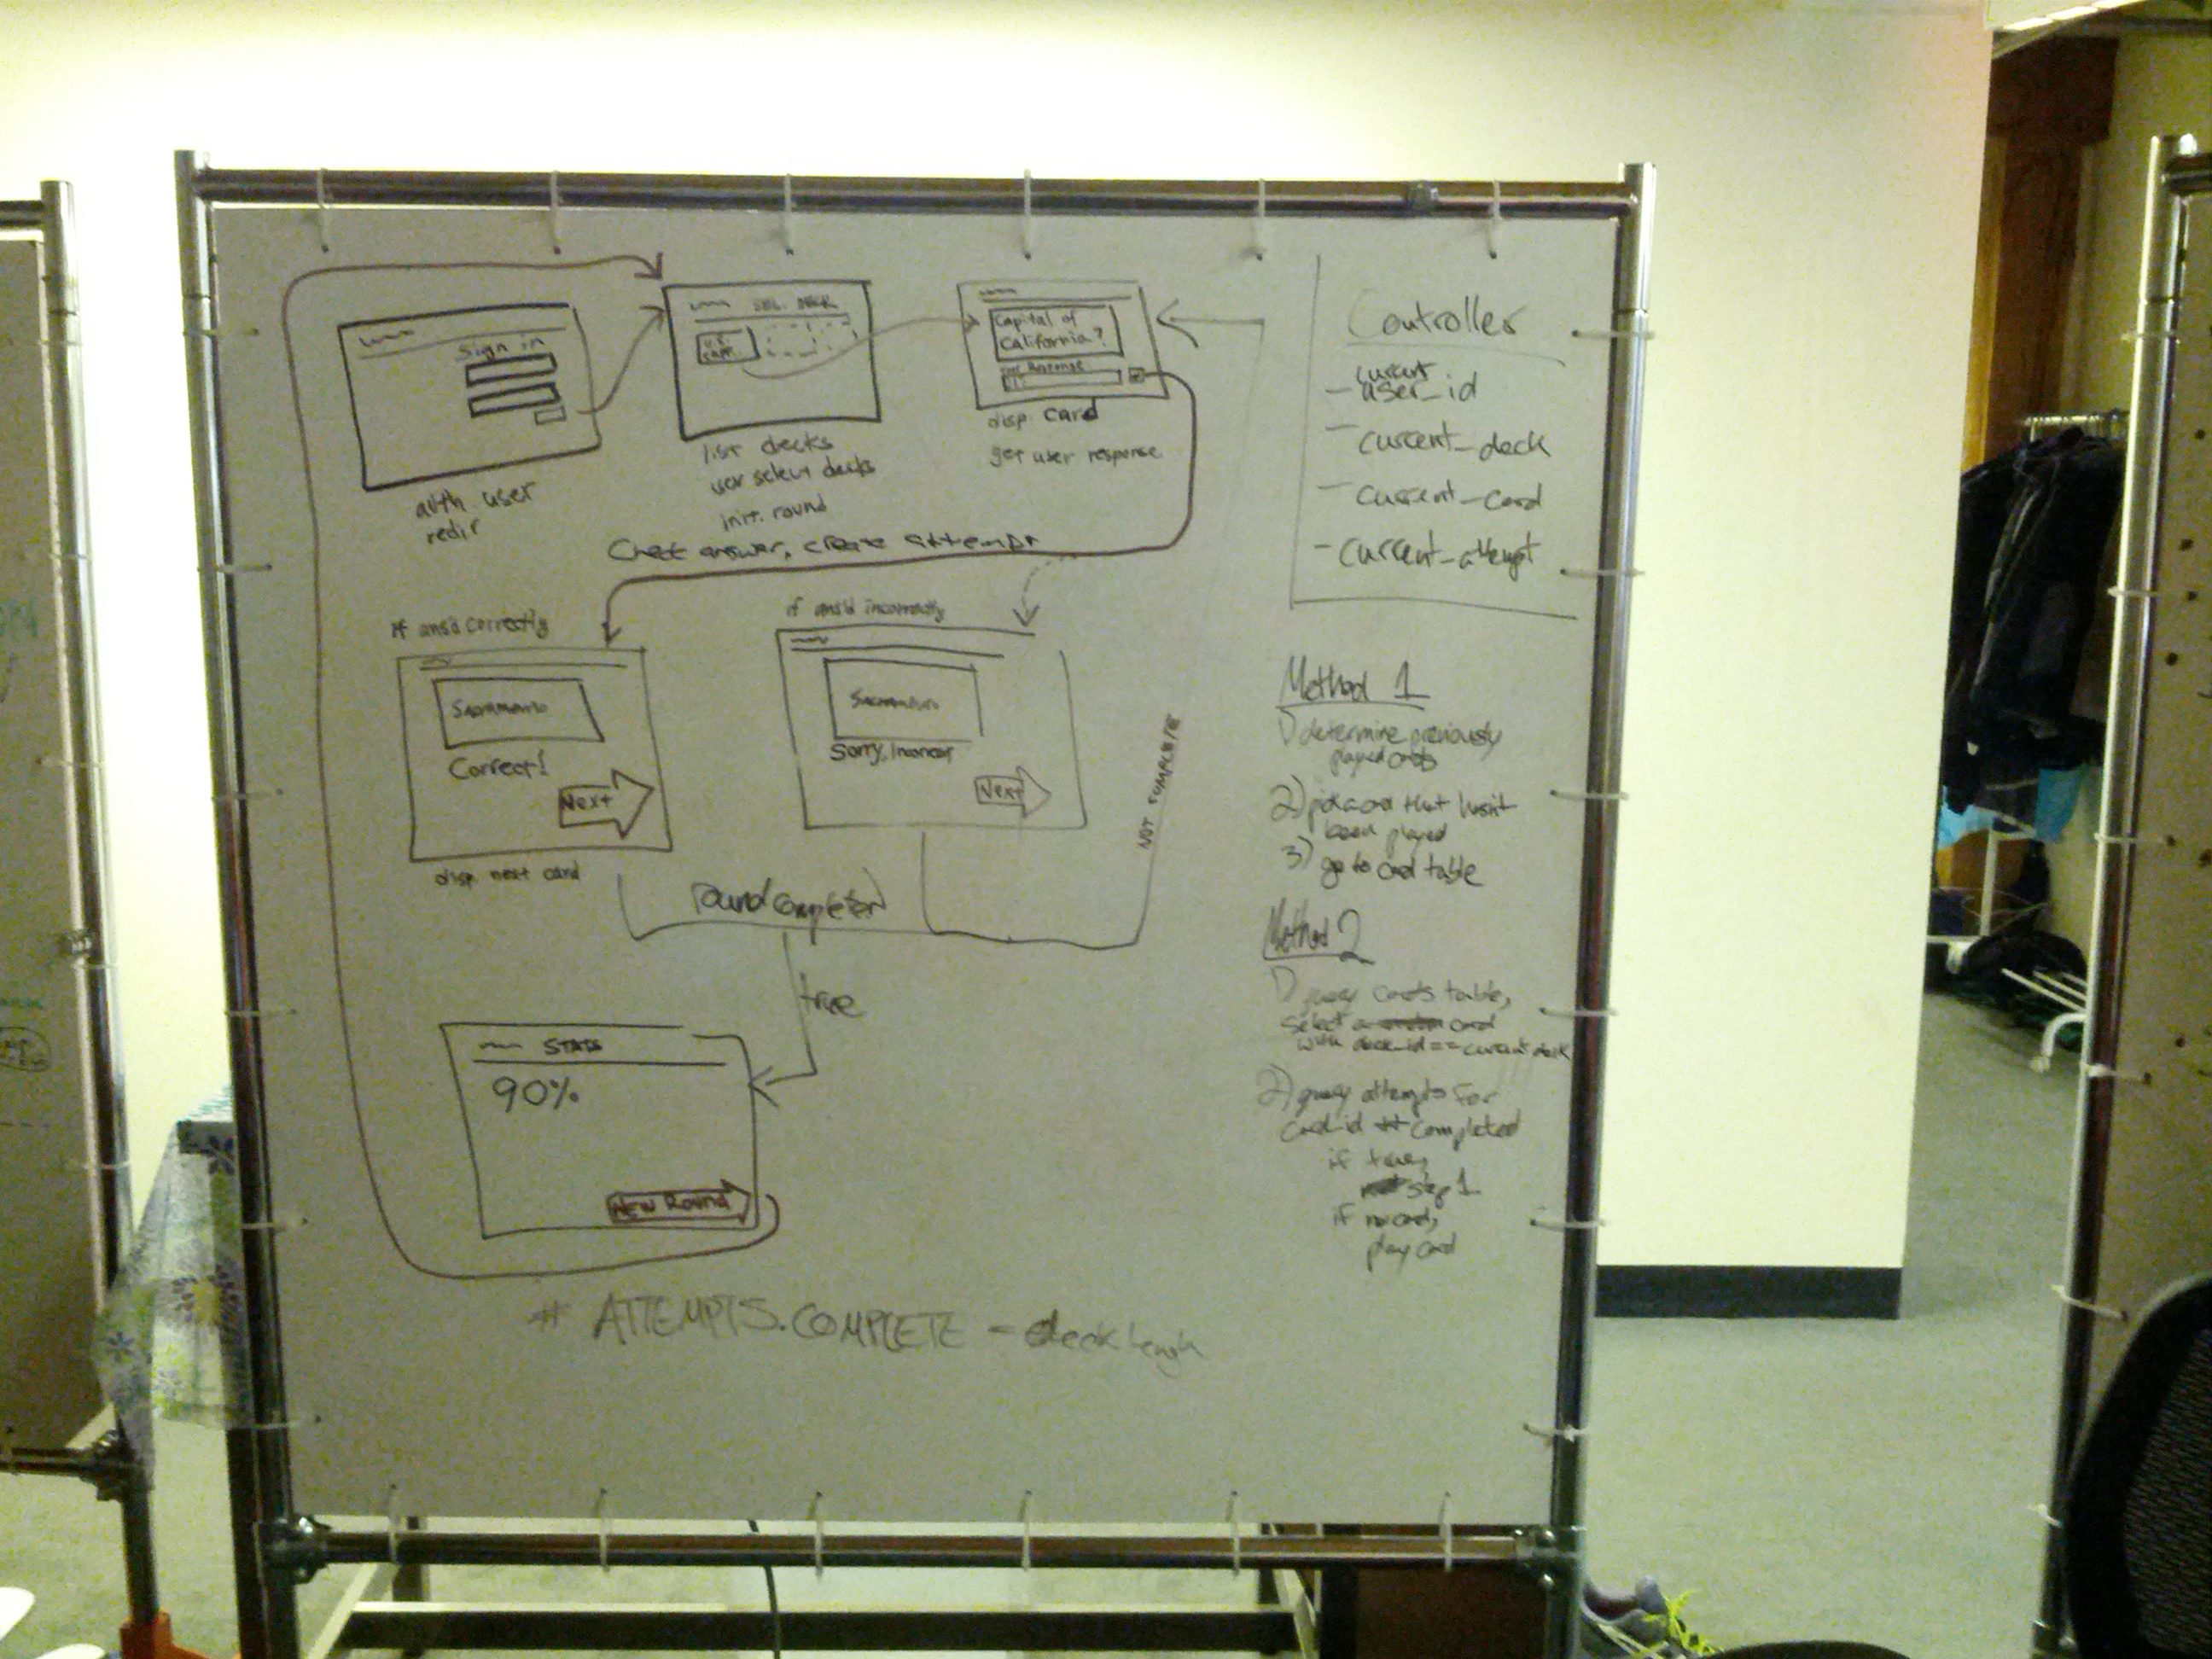 Sign in
auth. user
redir
SEL. DECK
U.S.
Capt.
list decks
user select decks
init. round
Capital of
California?
Response
disp. card
get user response
Check answer, create attempt
if ans'd correctly
Sacramento
Correct!
Next
disp. next card
if ans'd incorrectly
Sacramento
Sorry, Incorrect
Next
round completed
NOT COMPLETE
true
STATS
90%
New Round
# ATTEMPTS.COMPLETE = deck length
Controller
current
- user_id
- current_deck
- current_card
- current_attempt
Method 1
1) determine previously
played cards
2) pick a card that hasn't
been played
3) go to card table
Method 2
1) query cards table,
select a card
with deck_id == current deck
2) query attempts for
card_id completed
if true,
step 1
if no card,
play card